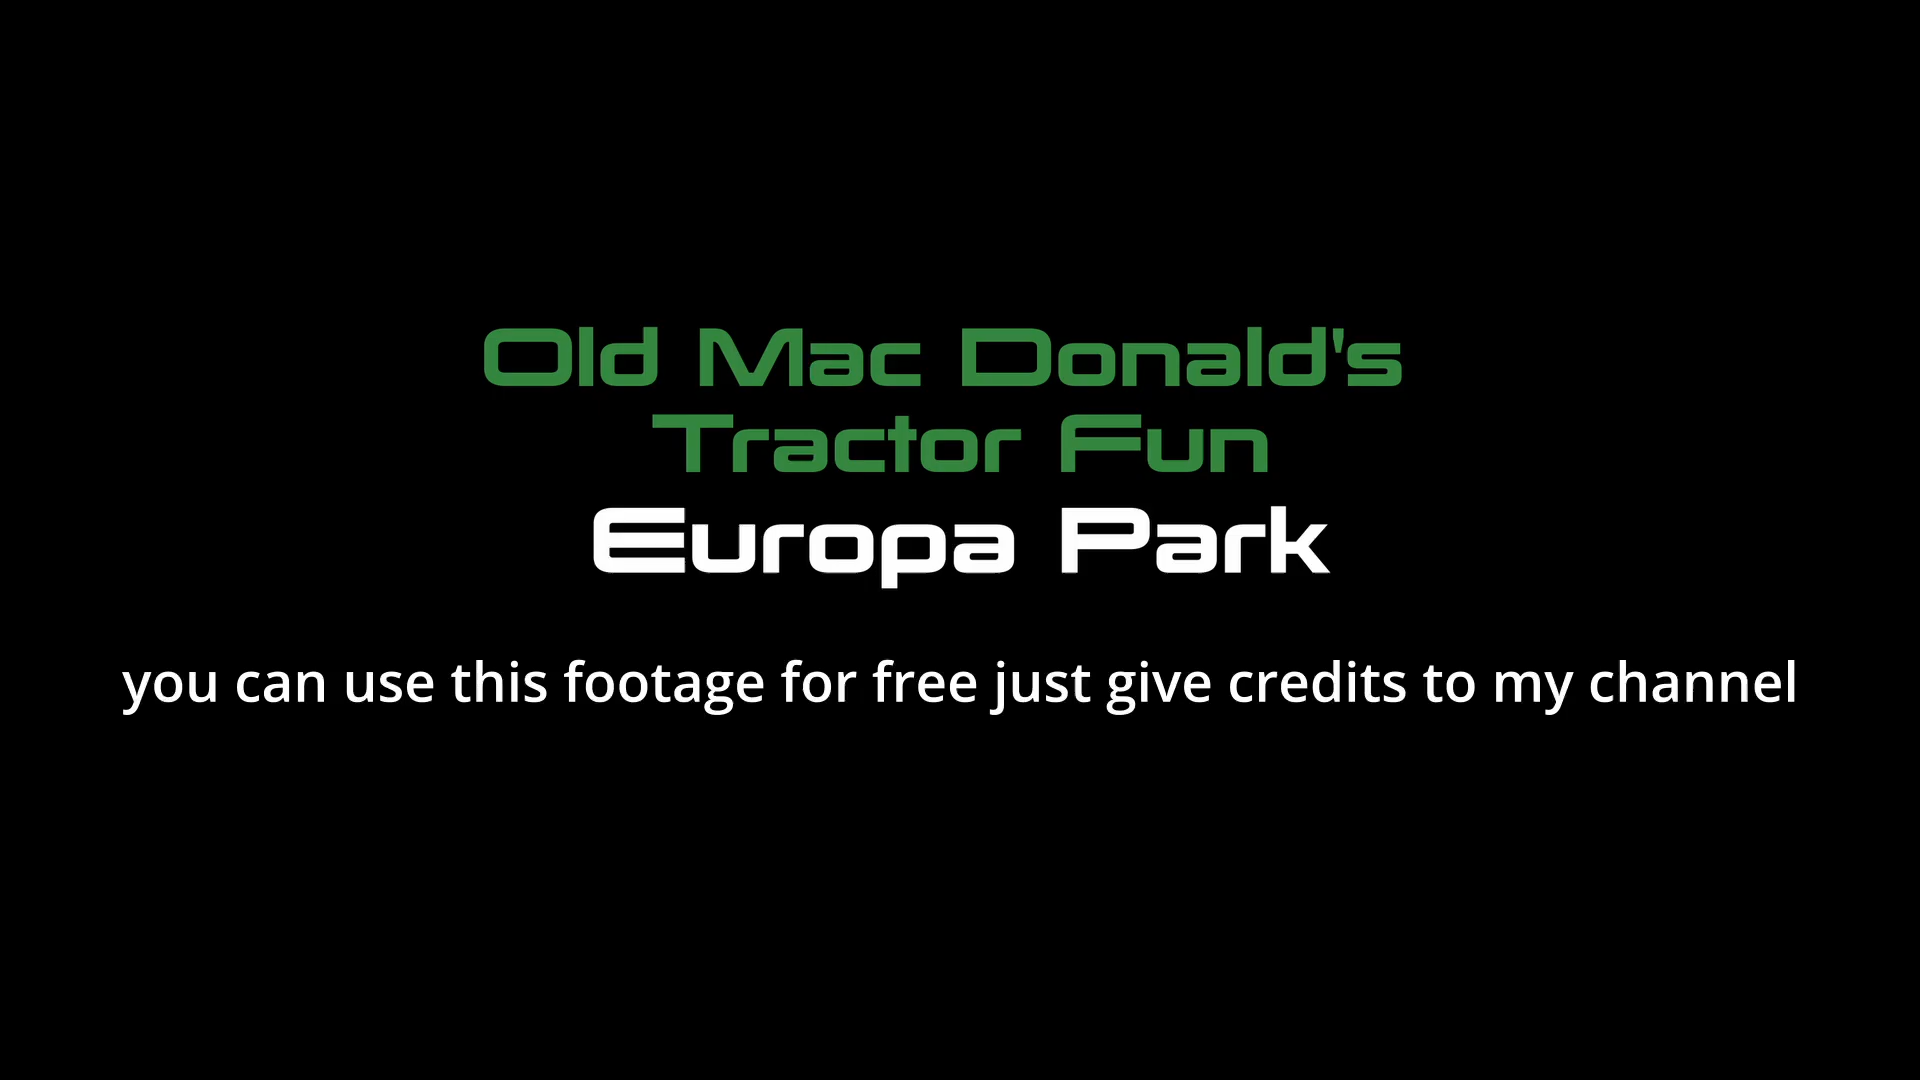 Old Mac Donald's
Tractor Fun
Europa Park
you can use this footage for free just give credits to my channel